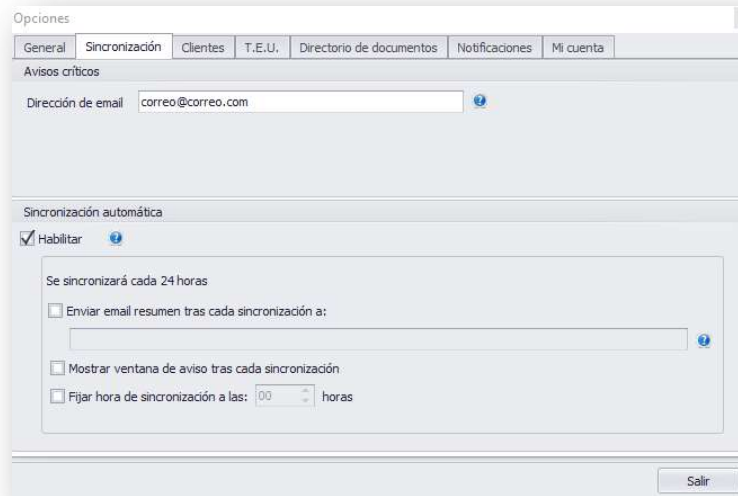 Opciones
General Sincronización Clientes T.E.U. Directorio de documentos Notificaciones Mi cuenta
Avisos críticos
Dirección de email correo@correo.com ?
Sincronización automática
Habilitar ?
Se sincronizará cada 24 horas
Enviar email resumen tras cada sincronización a:
?
Mostrar ventana de aviso tras cada sincronización
Fijar hora de sincronización a las: 00 horas
Salir